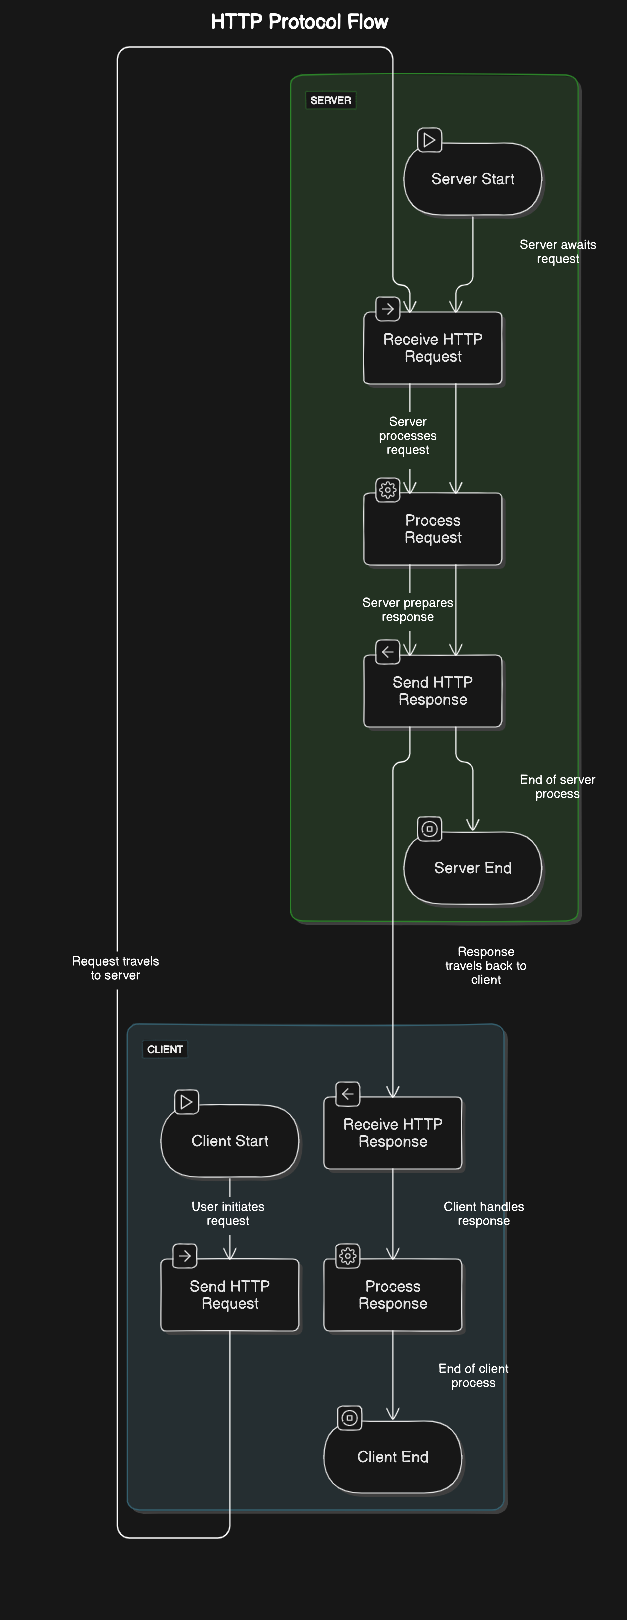 HTTP Protocol Flow
SERVER
Server Start
Server awaits
request
Receive HTTP
Request
Server
processes
request
Process
Request
Server prepares
response
Send HTTP
Response
End of server
process
Server End
Request travels
to server
Response
travels back to
client
CLIENT
Client Start
Receive HTTP
Response
User initiates
request
Client handles
response
Send HTTP
Request
Process
Response
End of client
process
Client End